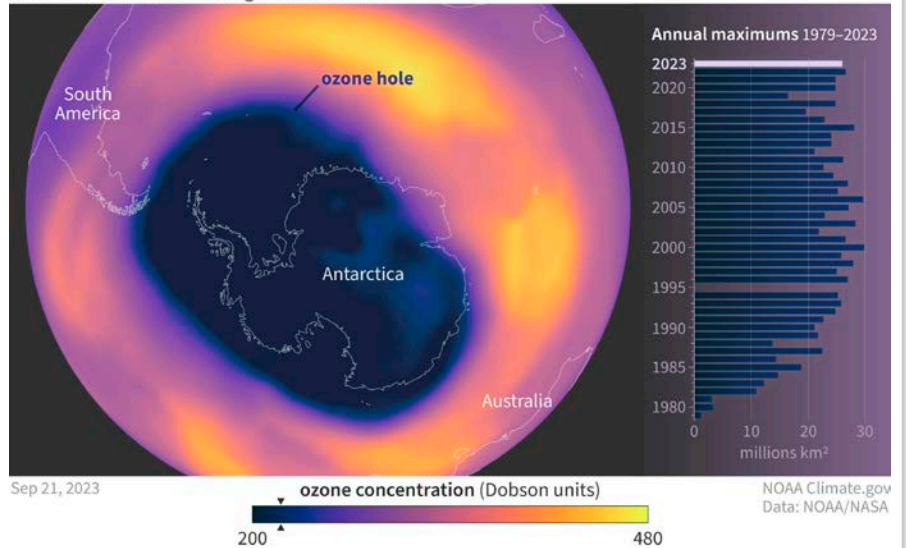 Annual maximums 1979–2023
ozone hole
South
America
Antarctica
Australia
2023
2020
2015
2010
2005
2000
1995
1990
1985
1980
0 10 20 30
millions km²
Sep 21, 2023
ozone concentration (Dobson units)
200 480
NOAA Climate.gov
Data: NOAA/NASA